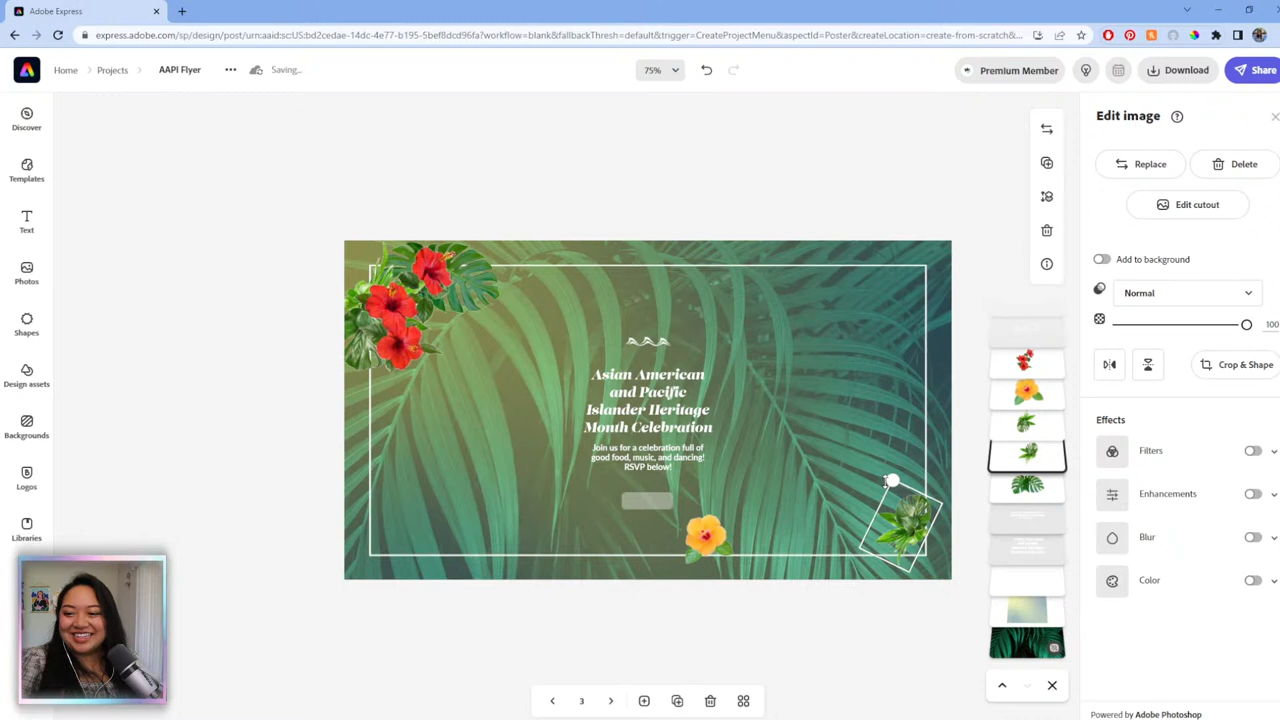 Adobe Express
express.adobe.com/sp/design/post/urn:aaid:sc:US:bd2cedae-14dc-4e77-b195-5bef8dcd96fa?workflow=blank&fallbackThresh=default&trigger=CreateProjectMenu&aspectId=Poster&createLocation=create-from-scratch&...
Home
Projects
AAPI Flyer
Saving...
75%
Premium Member
Download
Share
Discover
Templates
Text
Photos
Shapes
Design assets
Backgrounds
Logos
Libraries
Asian American
and Pacific
Islander Heritage
Month Celebration
Join us for a celebration full of
good food, music, and dancing!
RSVP below!
3
Edit image
Replace
Delete
Edit cutout
Add to background
Normal
100
Crop & Shape
Effects
Filters
Enhancements
Blur
Color
Powered by Adobe Photoshop